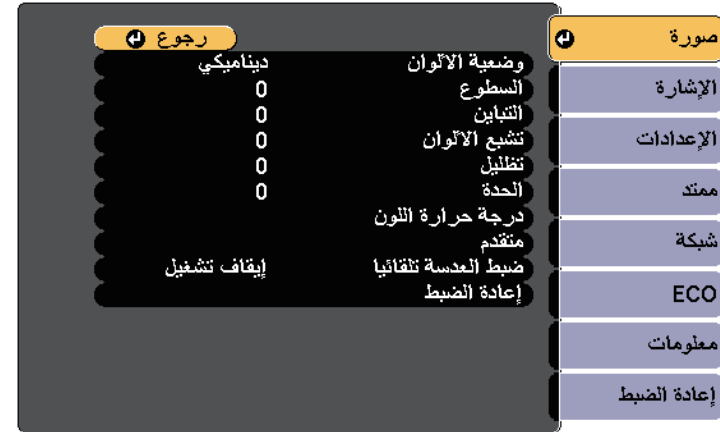 صورة
الإشارة
الإعدادات
ممتد
شبكة
ECO
معلومات
إعادة الضبط
رجوع
وضعية الألوان ديناميكي
السطوع 0
التباين 0
تشبع الألوان 0
تظليل 0
الحدة 0
درجة حرارة اللون
متقدم
ضبط العدسة تلقائيا إيقاف تشغيل
إعادة الضبط